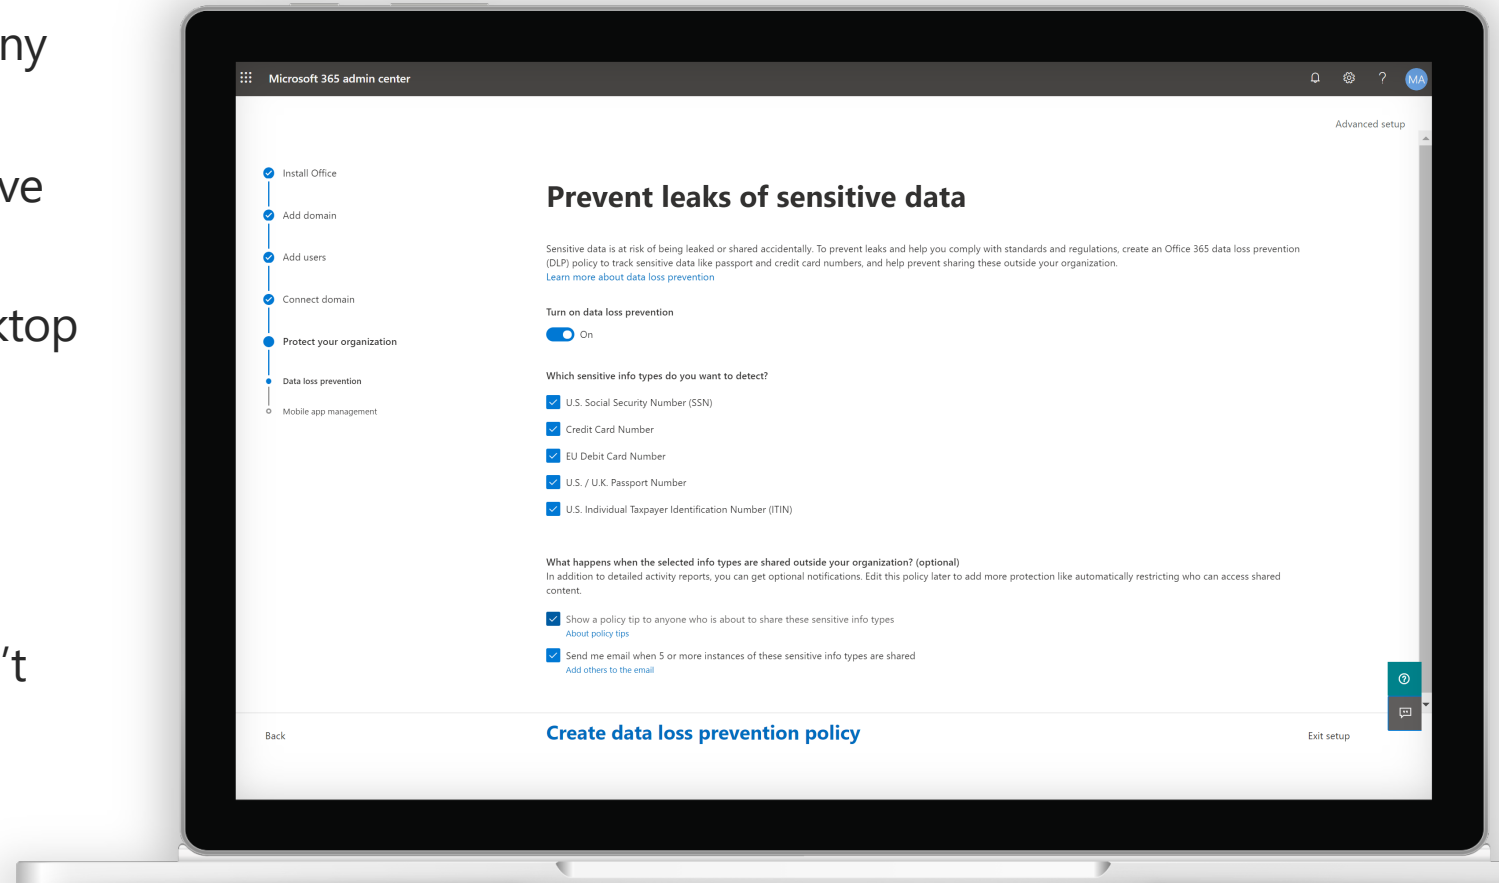 ny
ve
ktop
't
Microsoft 365 admin center
?
MA
Advanced setup
Install Office
Add domain
Add users
Connect domain
Protect your organization
Data loss prevention
Mobile app management
Prevent leaks of sensitive data
Sensitive data is at risk of being leaked or shared accidentally. To prevent leaks and help you comply with standards and regulations, create an Office 365 data loss prevention
(DLP) policy to track sensitive data like passport and credit card numbers, and help prevent sharing these outside your organization.
Learn more about data loss prevention
Turn on data loss prevention
On
Which sensitive info types do you want to detect?
U.S. Social Security Number (SSN)
Credit Card Number
EU Debit Card Number
U.S. / U.K. Passport Number
U.S. Individual Taxpayer Identification Number (ITIN)
What happens when the selected info types are shared outside your organization? (optional)
In addition to detailed activity reports, you can get optional notifications. Edit this policy later to add more protection like automatically restricting who can access shared
content.
Show a policy tip to anyone who is about to share these sensitive info types
About policy tips
Send me email when 5 or more instances of these sensitive info types are shared
Add others to the email
Back
Create data loss prevention policy
Exit setup